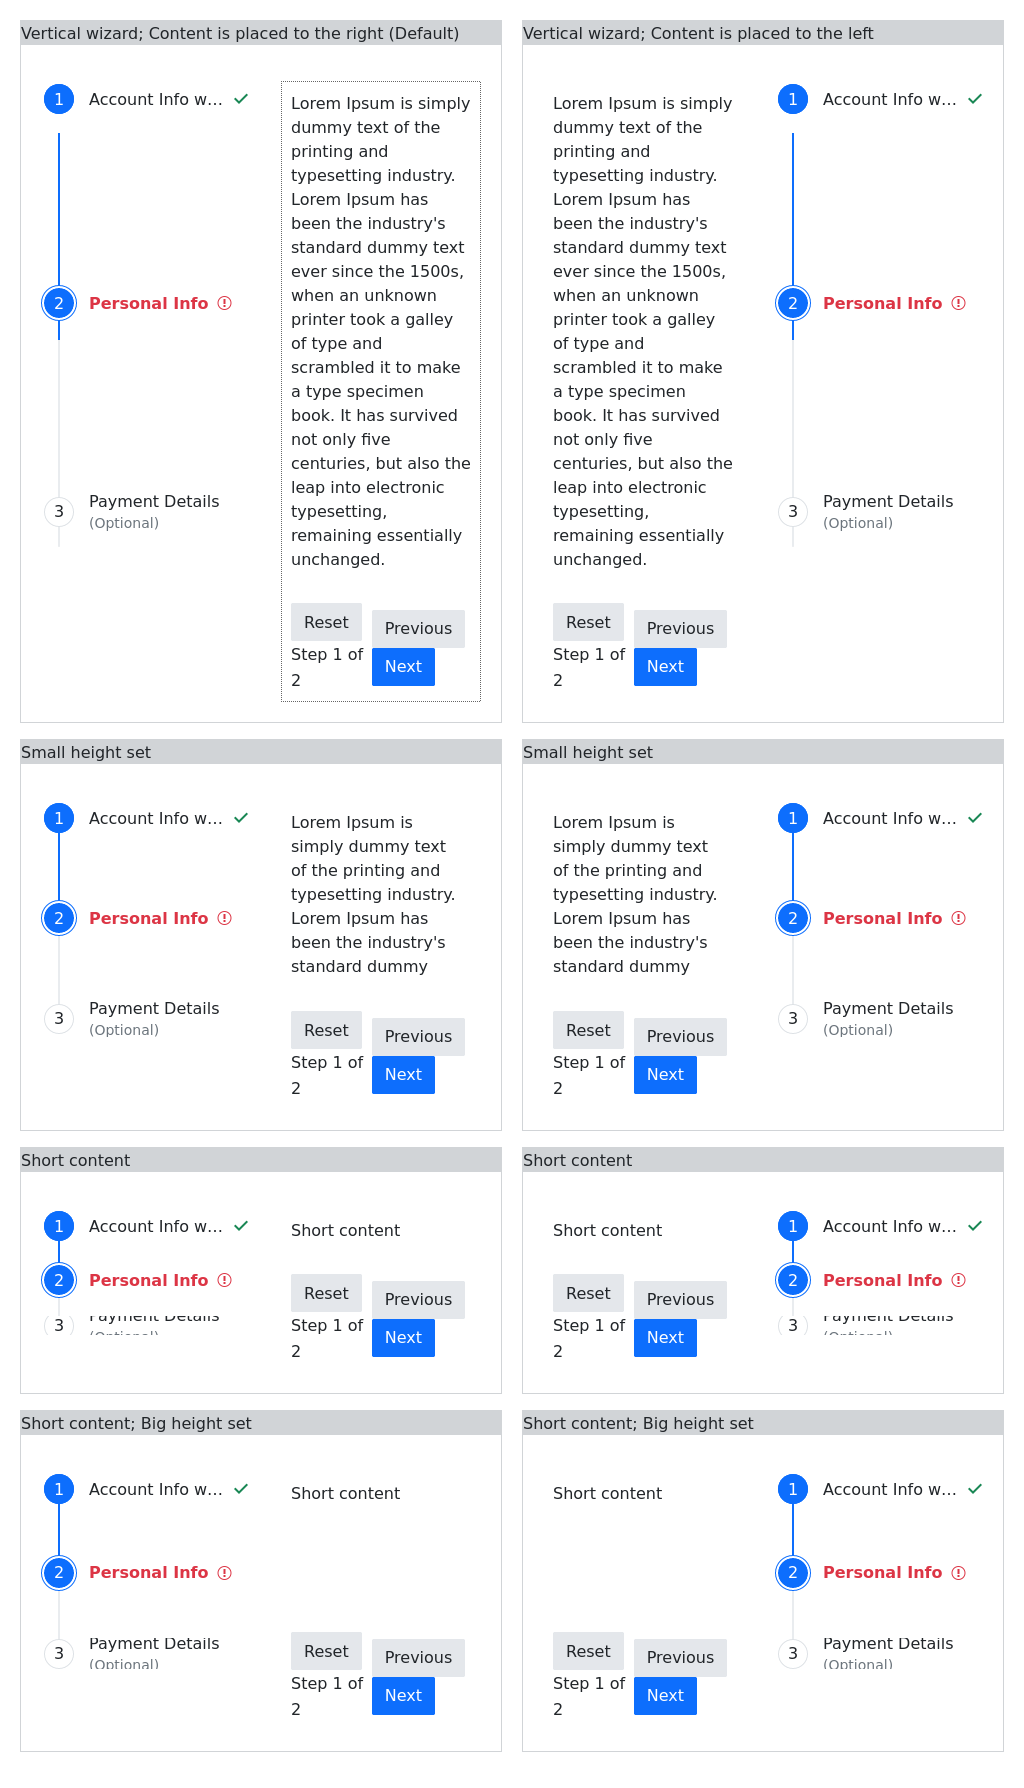 Vertical wizard; Content is placed to the right (Default)
1
Account Info w...
2
Personal Info
3
Payment Details
(Optional)
Lorem Ipsum is simply
dummy text of the
printing and
typesetting industry.
Lorem Ipsum has
been the industry's
standard dummy text
ever since the 1500s,
when an unknown
printer took a galley
of type and
scrambled it to make
a type specimen
book. It has survived
not only five
centuries, but also the
leap into electronic
typesetting,
remaining essentially
unchanged.
Reset
Step 1 of
2
Previous
Next
Vertical wizard; Content is placed to the left
Lorem Ipsum is simply
dummy text of the
printing and
typesetting industry.
Lorem Ipsum has
been the industry's
standard dummy text
ever since the 1500s,
when an unknown
printer took a galley
of type and
scrambled it to make
a type specimen
book. It has survived
not only five
centuries, but also the
leap into electronic
typesetting,
remaining essentially
unchanged.
Reset
Step 1 of
2
Previous
Next
1
Account Info w...
2
Personal Info
3
Payment Details
(Optional)
Small height set
1
Account Info w...
2
Personal Info
3
Payment Details
(Optional)
Lorem Ipsum is
simply dummy text
of the printing and
typesetting industry.
Lorem Ipsum has
been the industry's
standard dummy
Reset
Step 1 of
2
Previous
Next
Small height set
Lorem Ipsum is
simply dummy text
of the printing and
typesetting industry.
Lorem Ipsum has
been the industry's
standard dummy
Reset
Step 1 of
2
Previous
Next
1
Account Info w...
2
Personal Info
3
Payment Details
(Optional)
Short content
1
Account Info w...
2
Personal Info
3
Payment Details
(Optional)
Short content
Reset
Step 1 of
2
Previous
Next
Short content
Short content
Reset
Step 1 of
2
Previous
Next
1
Account Info w...
2
Personal Info
3
Payment Details
(Optional)
Short content; Big height set
1
Account Info w...
2
Personal Info
3
Payment Details
(Optional)
Short content
Reset
Step 1 of
2
Previous
Next
Short content; Big height set
Short content
Reset
Step 1 of
2
Previous
Next
1
Account Info w...
2
Personal Info
3
Payment Details
(Optional)